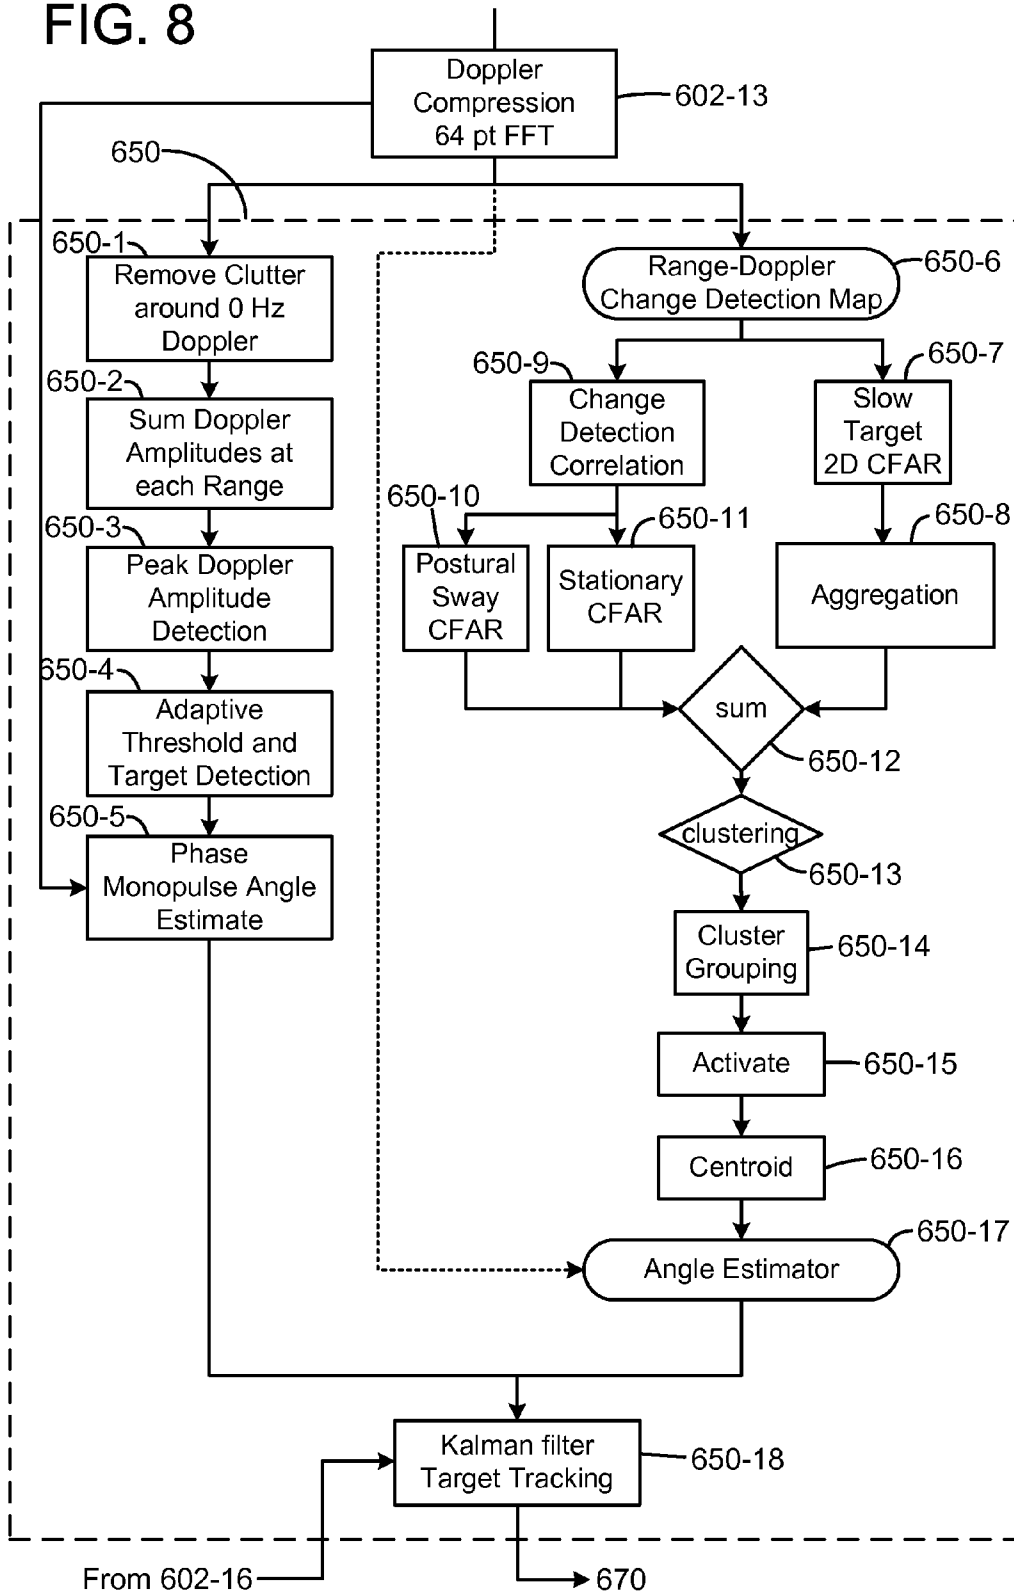 FIG. 8
Doppler
Compression
64 pt FFT
602-13
650
650-1
Remove Clutter
around 0 Hz
Doppler
650-2
Sum Doppler
Amplitudes at
each Range
650-3
Peak Doppler
Amplitude
Detection
650-4
Adaptive
Threshold and
Target Detection
650-5
Phase
Monopulse Angle
Estimate
Range-Doppler
Change Detection Map
650-6
650-9
Change
Detection
Correlation
650-7
Slow
Target
2D CFAR
650-10
Postural
Sway
CFAR
650-11
Stationary
CFAR
650-8
Aggregation
sum
650-12
clustering
650-13
Cluster
Grouping
650-14
Activate
650-15
Centroid
650-16
650-17
Angle Estimator
Kalman filter
Target Tracking
650-18
From 602-16
670